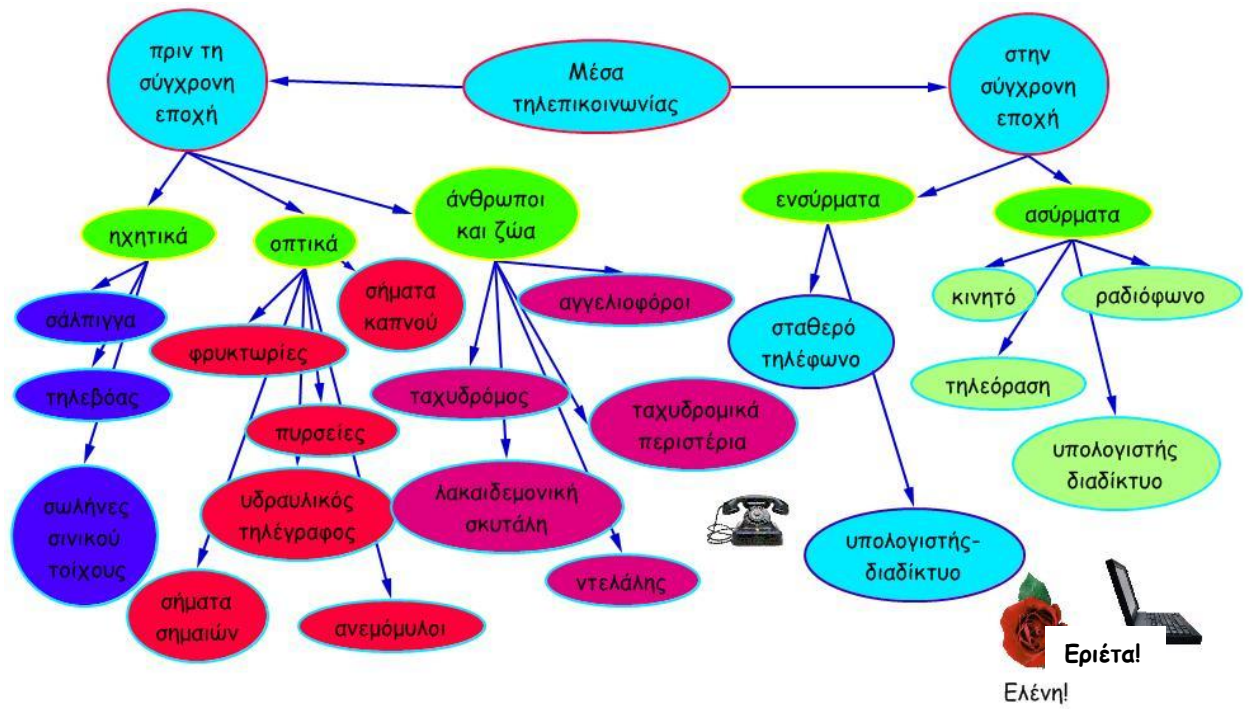 Μέσα
τηλεπικοινωνίας
πριν τη
σύγχρονη
εποχή
στην
σύγχρονη
εποχή
ηχητικά
οπτικά
άνθρωποι
και ζώα
ενσύρματα
ασύρματα
σάλπιγγα
τηλεβόας
σωλήνες
σινικού
τοίχους
σήματα
καπνού
φρυκτωρίες
πυρσείες
υδραυλικός
τηλέγραφος
σήματα
σημαιών
ανεμόμυλοι
αγγελιοφόροι
ταχυδρόμος
ταχυδρομικά
περιστέρια
λακαιδεμονική
σκυτάλη
ντελάλης
σταθερό
τηλέφωνο
υπολογιστής-
διαδίκτυο
κινητό
ραδιόφωνο
τηλεόραση
υπολογιστής
διαδίκτυο
Εριέτα!
Ελένη!